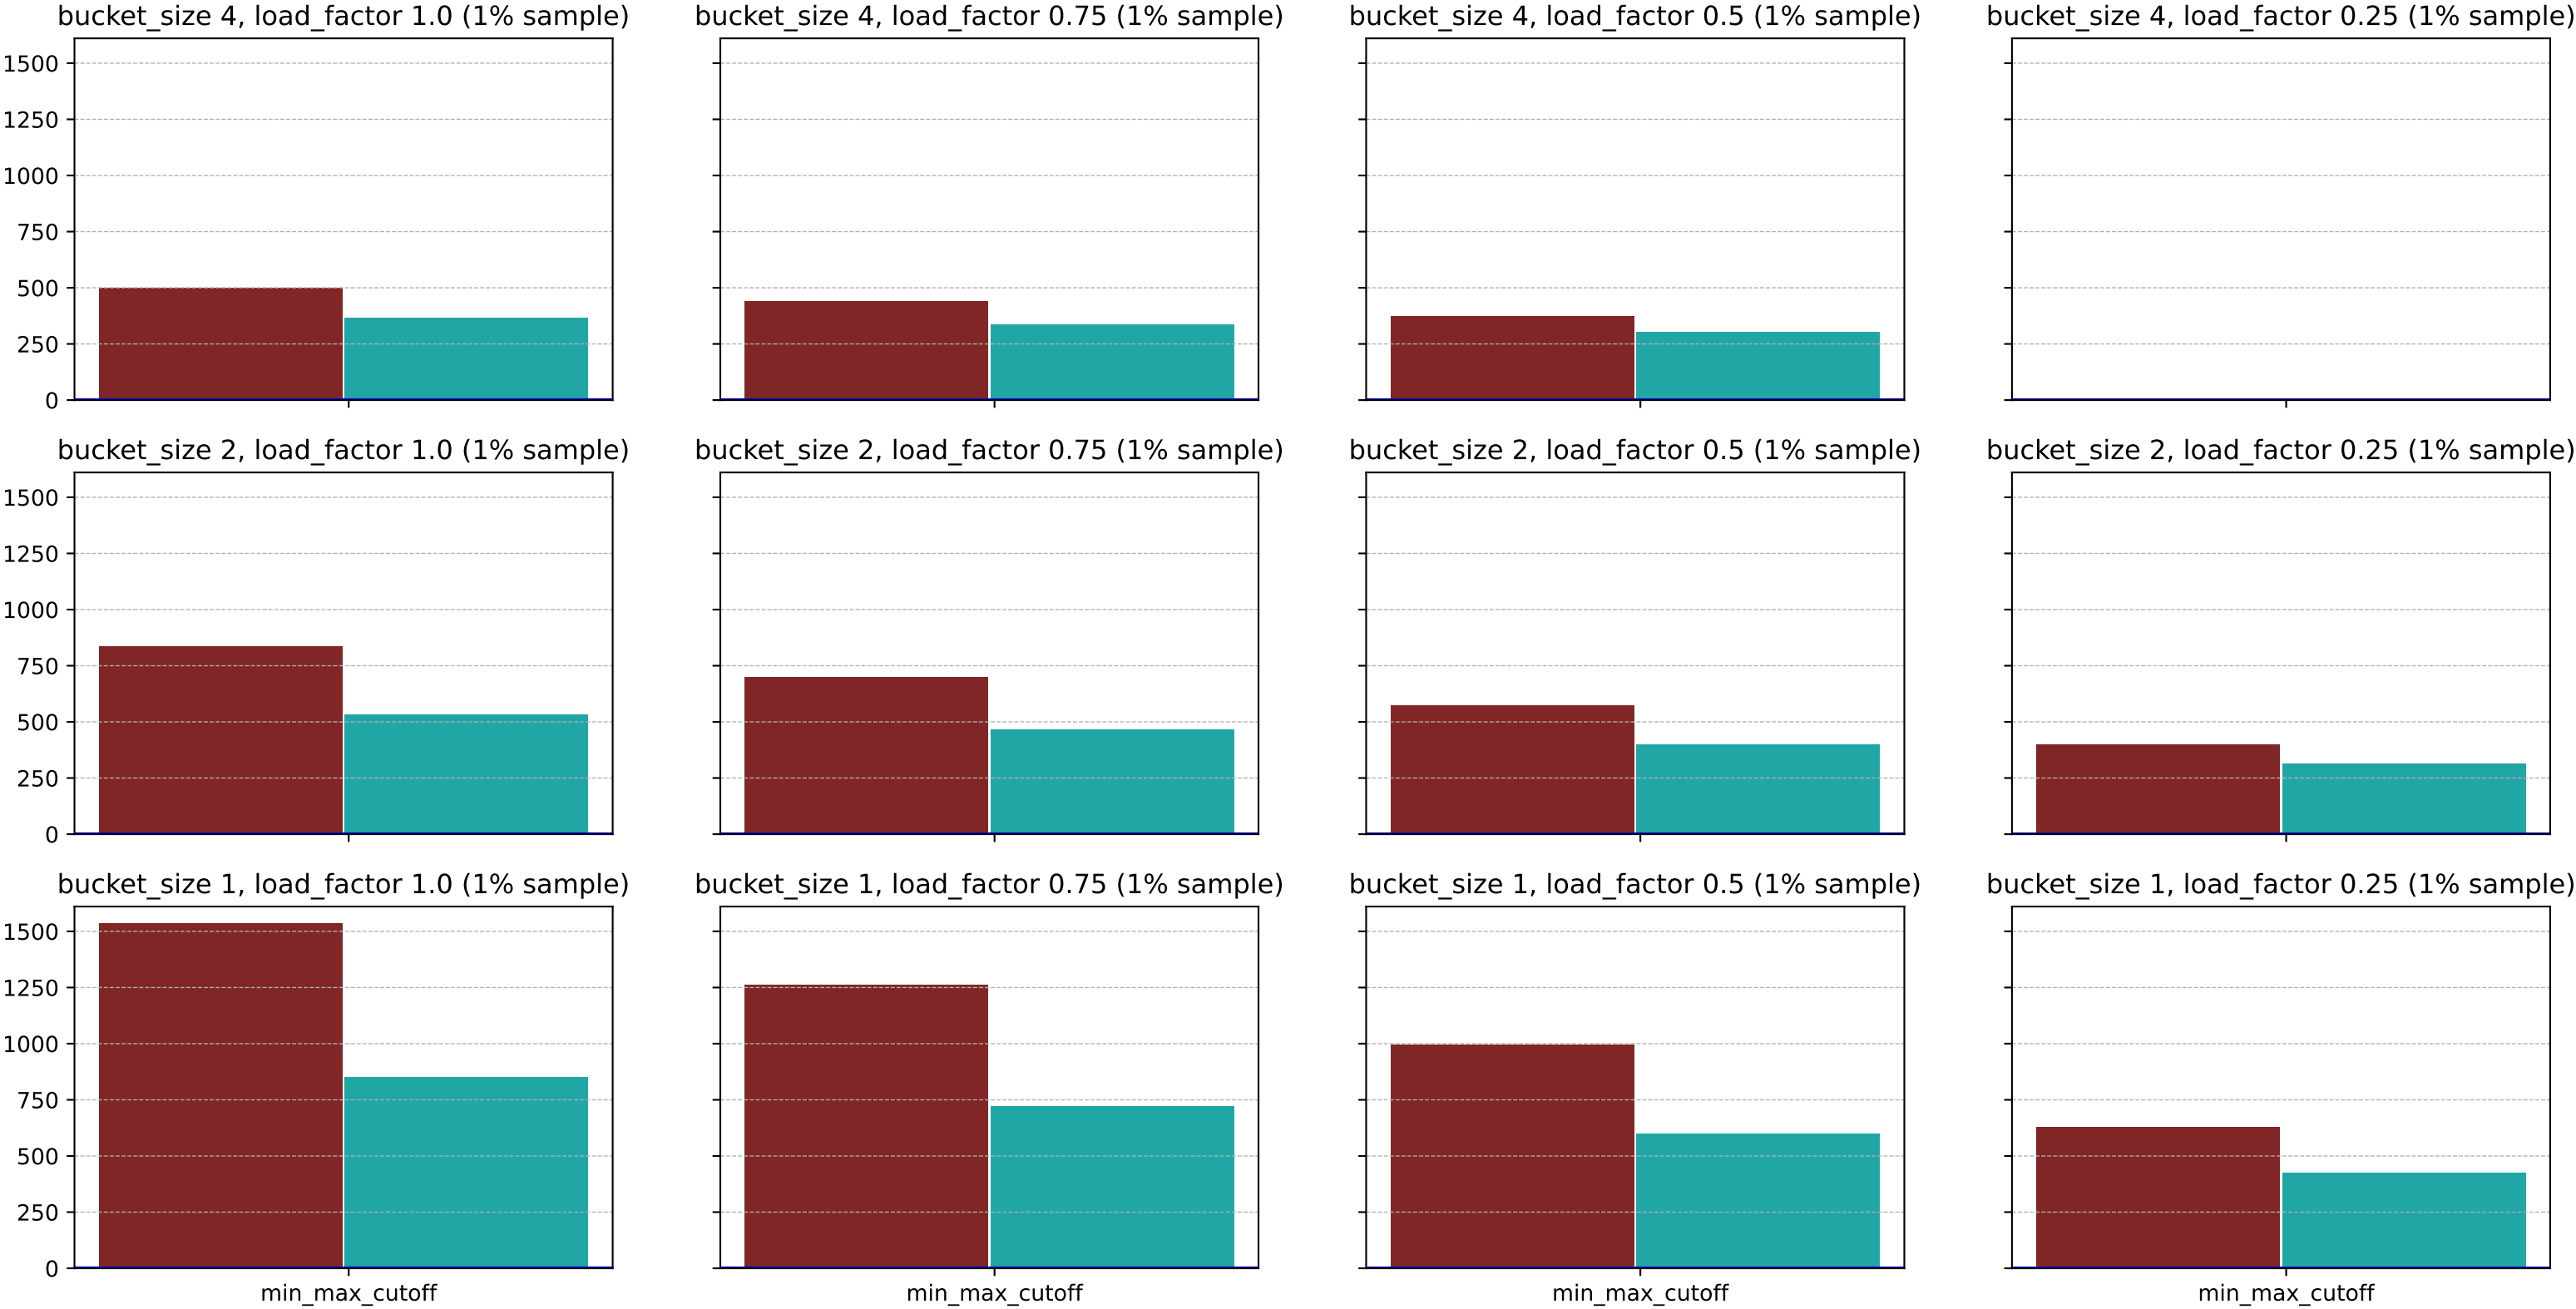 bucket_size 4, load_factor 1.0 (1% sample)
bucket_size 4, load_factor 0.75 (1% sample)
bucket_size 4, load_factor 0.5 (1% sample)
bucket_size 4, load_factor 0.25 (1% sample)
1500
1250
1000
750
500
250
0
bucket_size 2, load_factor 1.0 (1% sample)
bucket_size 2, load_factor 0.75 (1% sample)
bucket_size 2, load_factor 0.5 (1% sample)
bucket_size 2, load_factor 0.25 (1% sample)
1500
1250
1000
750
500
250
0
bucket_size 1, load_factor 1.0 (1% sample)
bucket_size 1, load_factor 0.75 (1% sample)
bucket_size 1, load_factor 0.5 (1% sample)
bucket_size 1, load_factor 0.25 (1% sample)
1500
1250
1000
750
500
250
0
min_max_cutoff
min_max_cutoff
min_max_cutoff
min_max_cutoff